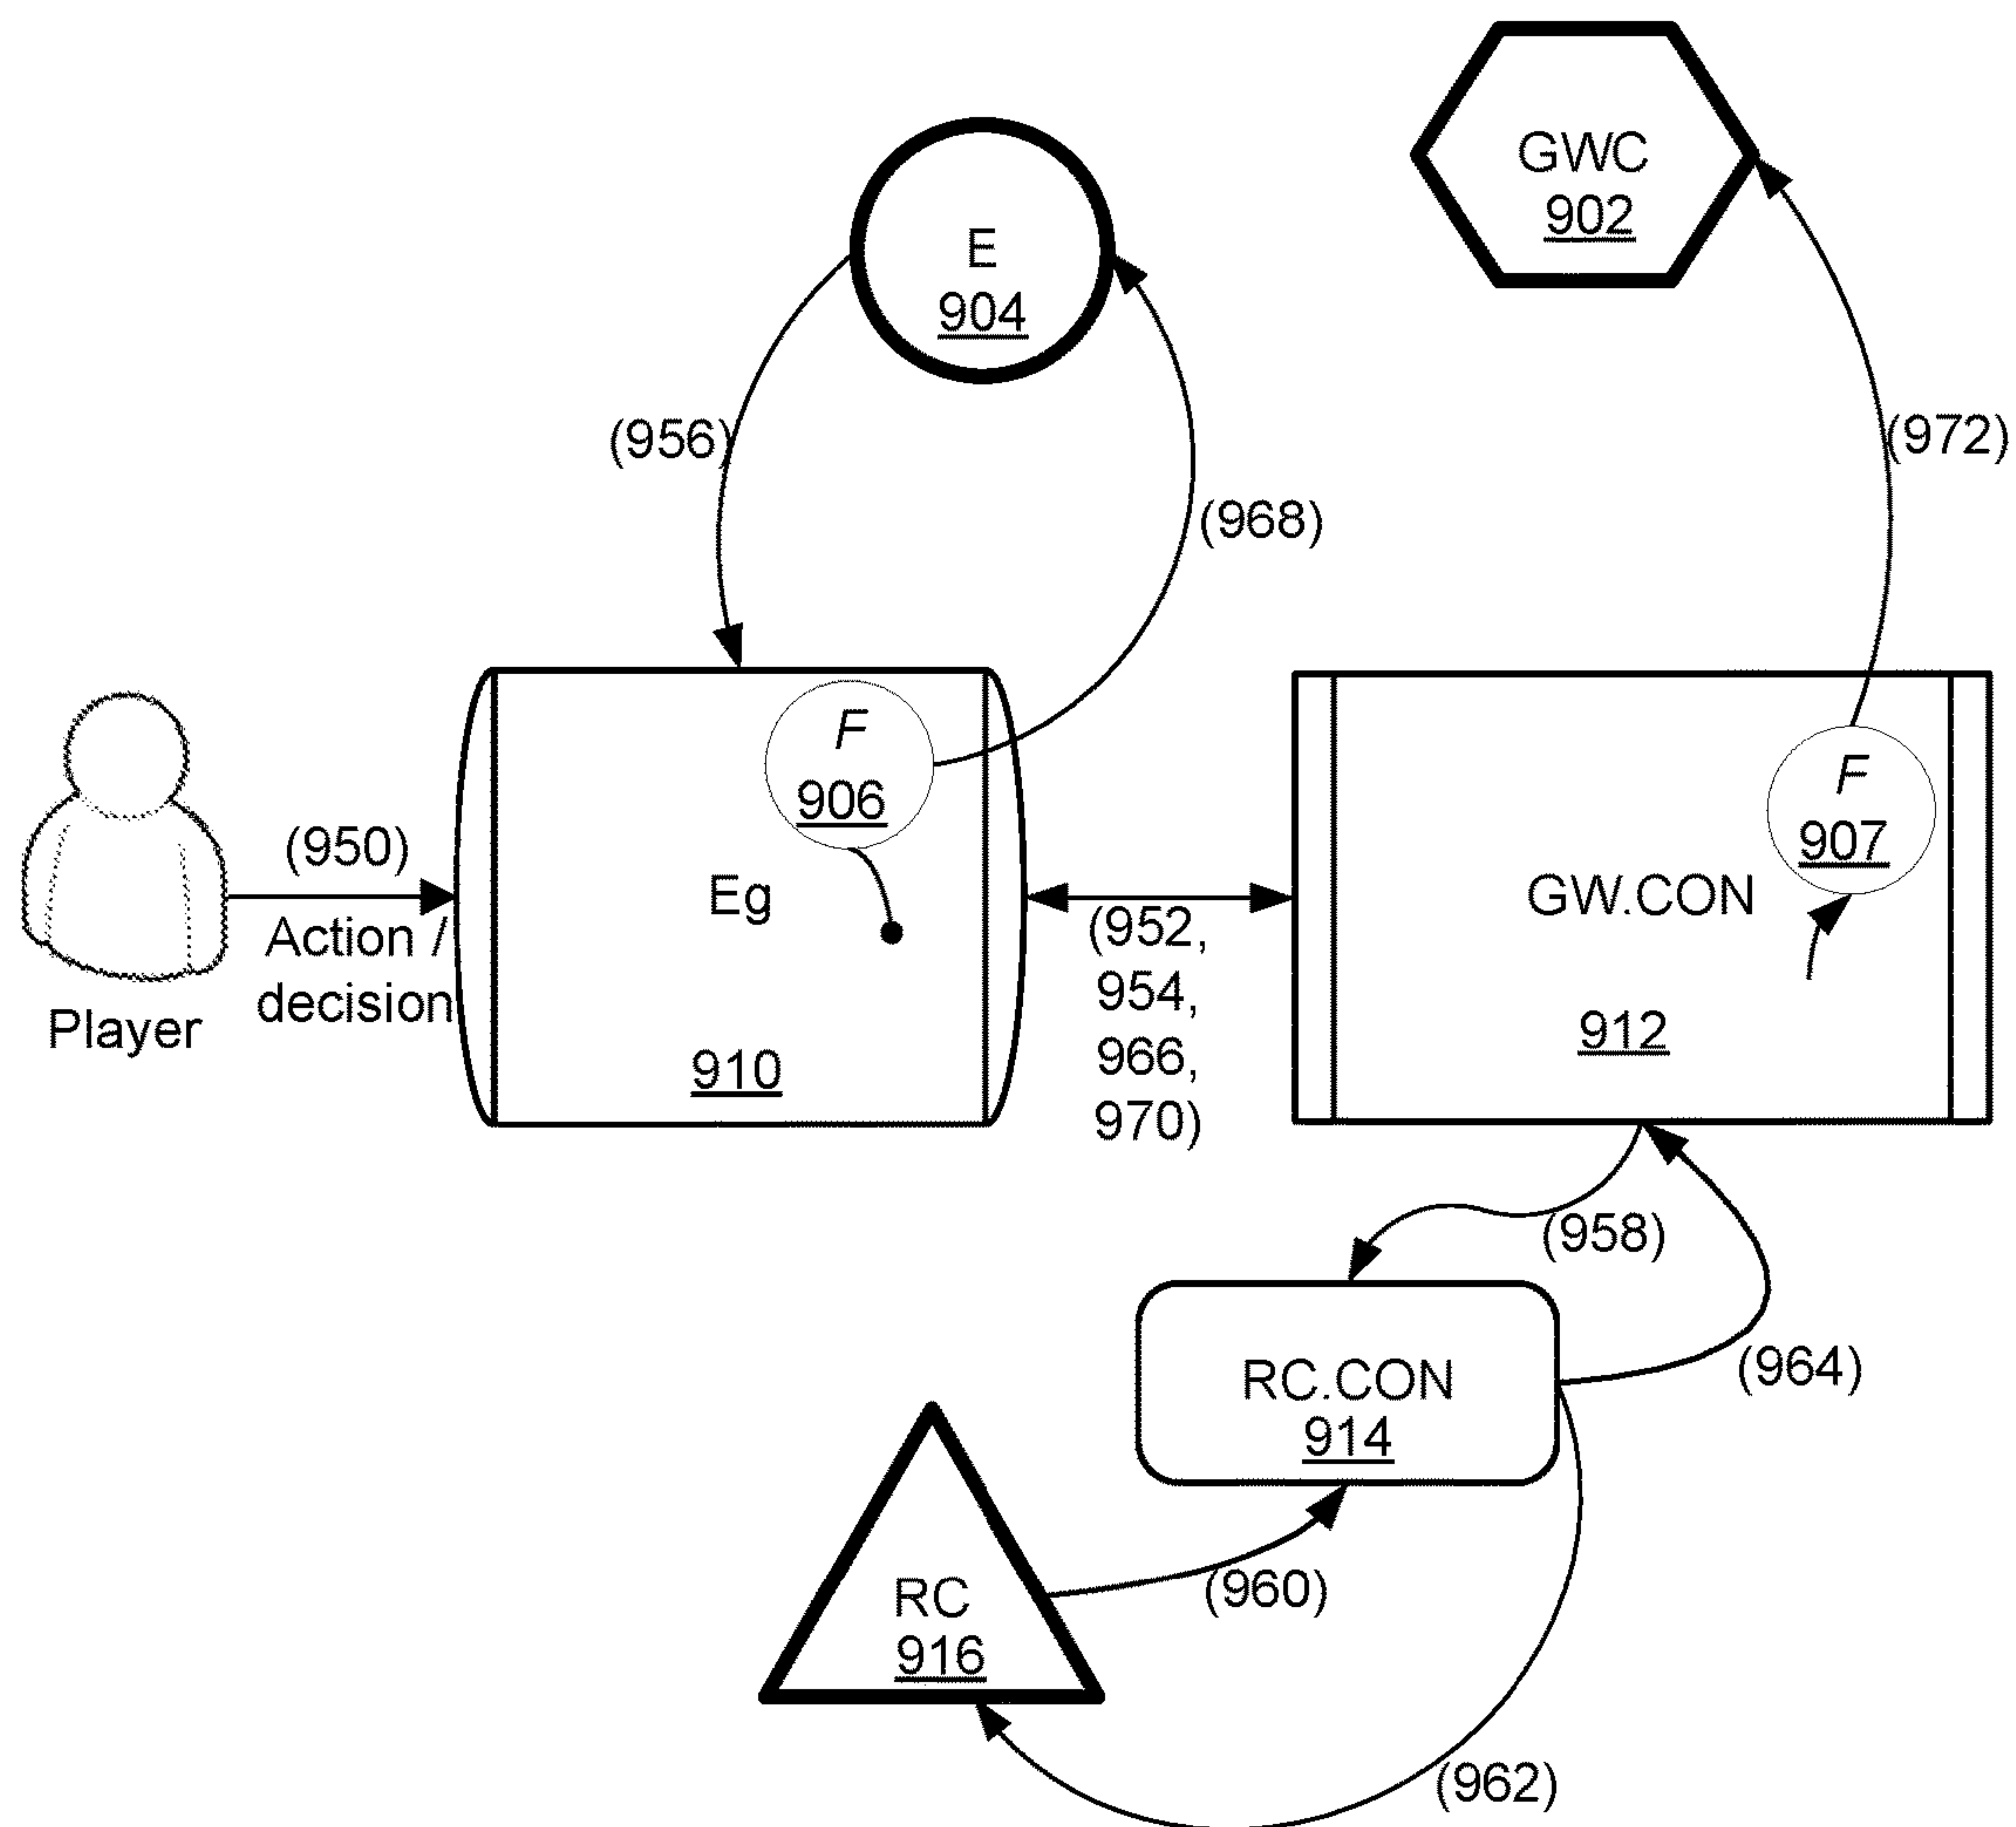 GWC
902
E
904
(956)
(972)
(968)
F
906
F
907
(950)
Action /
decision
Player
Eg
910
(952,
954,
966,
970)
GW.CON
912
(958)
(964)
RC.CON
914
RC
916
(960)
(962)